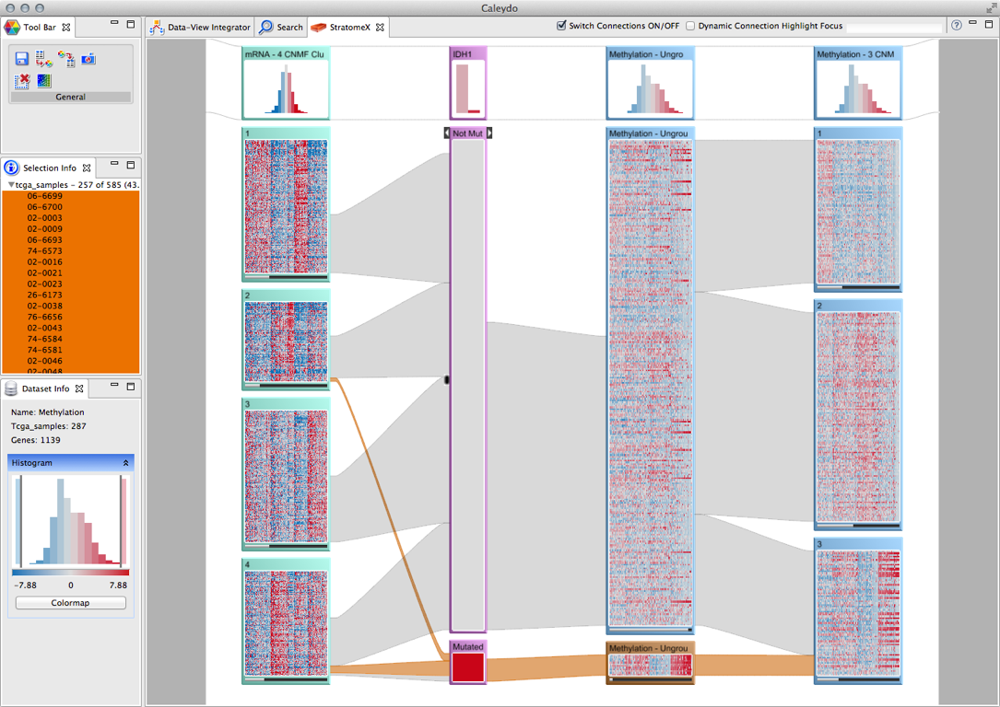 Caleydo
Tool Bar
General
Selection Info
tcga_samples - 257 of 585 (43.
06-6699
06-6700
02-0003
02-0009
06-6693
74-6573
02-0016
02-0021
02-0023
26-6173
02-0038
76-6656
02-0043
74-6584
74-6581
02-0046
02-0048
Dataset Info
Name: Methylation
Tcga_samples: 287
Genes: 1139
Histogram
-7.88 0 7.88
Colormap
Data-View Integrator Search StratomeX Switch Connections ON/OFF Dynamic Connection Highlight Focus
mRNA - 4 CNMF Clu
1
2
3
4
IDH1
Not Mut
Mutated
Methylation - Ungro
Methylation - Ungrou
Methylation - Ungrou
Methylation - 3 CNM
1
2
3